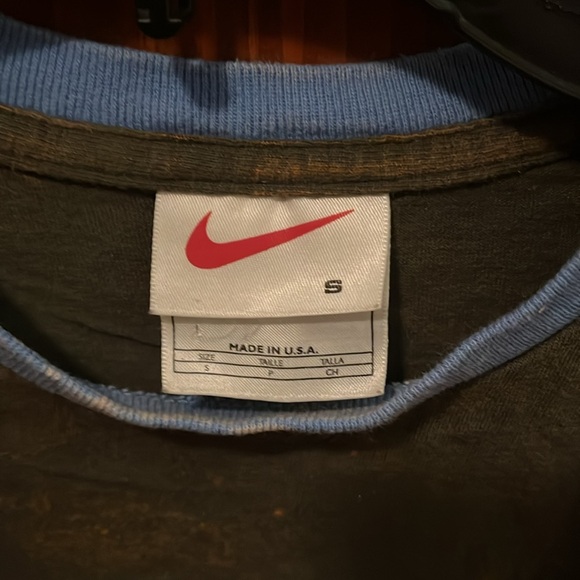 S
MADE IN U.S.A.
SIZE TAILLE TALLA
S P CH